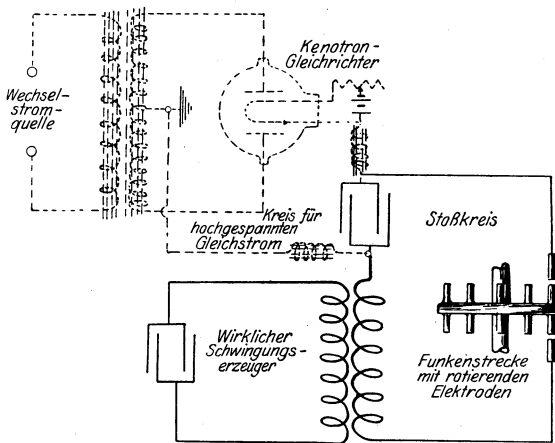 Wechsel-
strom-
quelle
Kenotron-
Gleichrichter
Kreis für
hochgespannten
Gleichstrom
Stoßkreis
Wirklicher
Schwingungs-
erzeuger
Funkenstrecke
mit rotierenden
Elektroden